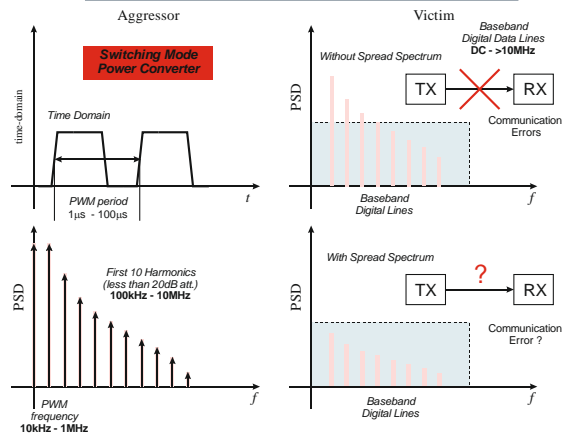 Aggressor
Switching Mode
Power Converter
time-domain
Time Domain
PWM period
1μs - 100μs
t
PSD
First 10 Harmonics
(less than 20dB att.)
100kHz - 10MHz
PWM
frequency
10kHz - 1MHz
f
Victim
Baseband
Digital Data Lines
DC - >10MHz
Without Spread Spectrum
PSD
TX
RX
Communication
Errors
Baseband
Digital Lines
f
With Spread Spectrum
PSD
TX
?
RX
Communication
Error ?
Baseband
Digital Lines
f